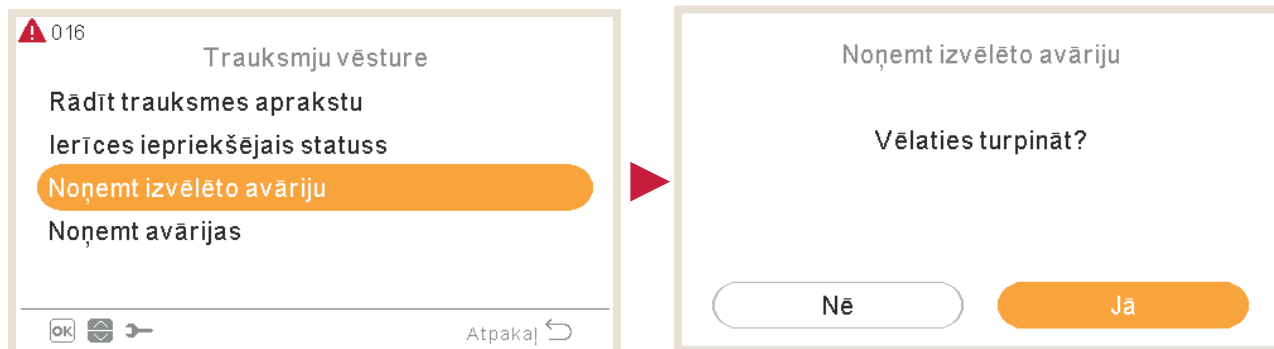 016
Trauksmju vēsture
Rādīt trauksmes aprakstu
Ierīces iepriekšējais statuss
Noņemt izvēlēto avāriju
Noņemt avārijas
OK
Atpakaļ
Noņemt izvēlēto avāriju
Vēlaties turpināt?
Nē
Jā